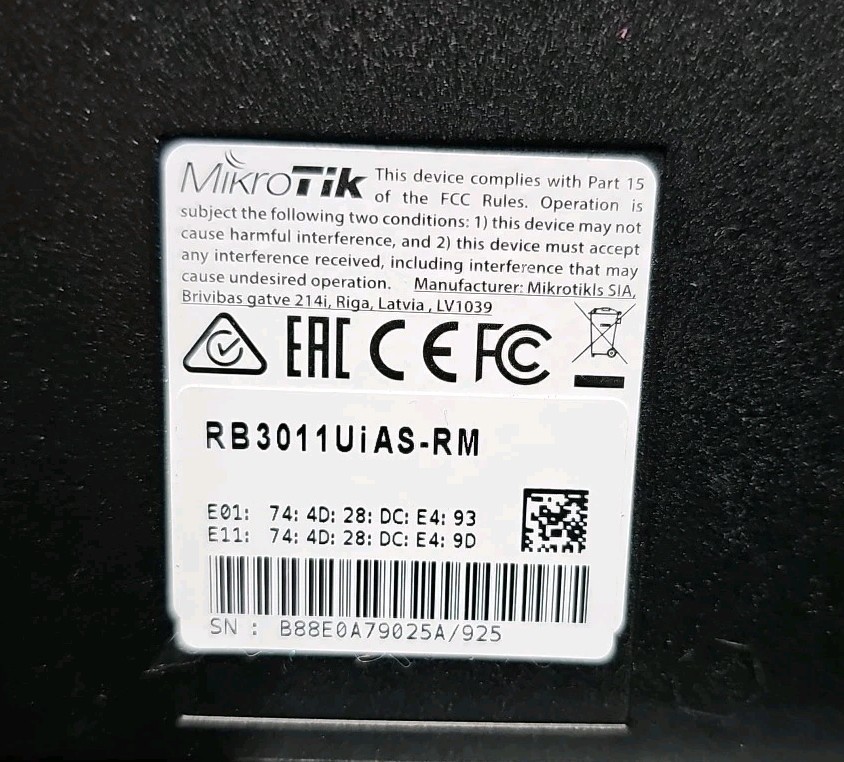 MikroTik This device complies with Part 15
of the FCC Rules. Operation is
subject the following two conditions: 1) this device may not
cause harmful interference, and 2) this device must accept
any interference received, including interference that may
cause undesired operation. Manufacturer: Mikrotikls SIA,
Brivibas gatve 214i, Riga, Latvia , LV1039
EAC CE FC
RB3011UiAS-RM
E01: 74: 4D: 28: DC: E4: 93
E11: 74: 4D: 28: DC: E4: 9D
SN : B88E0A79025A/925